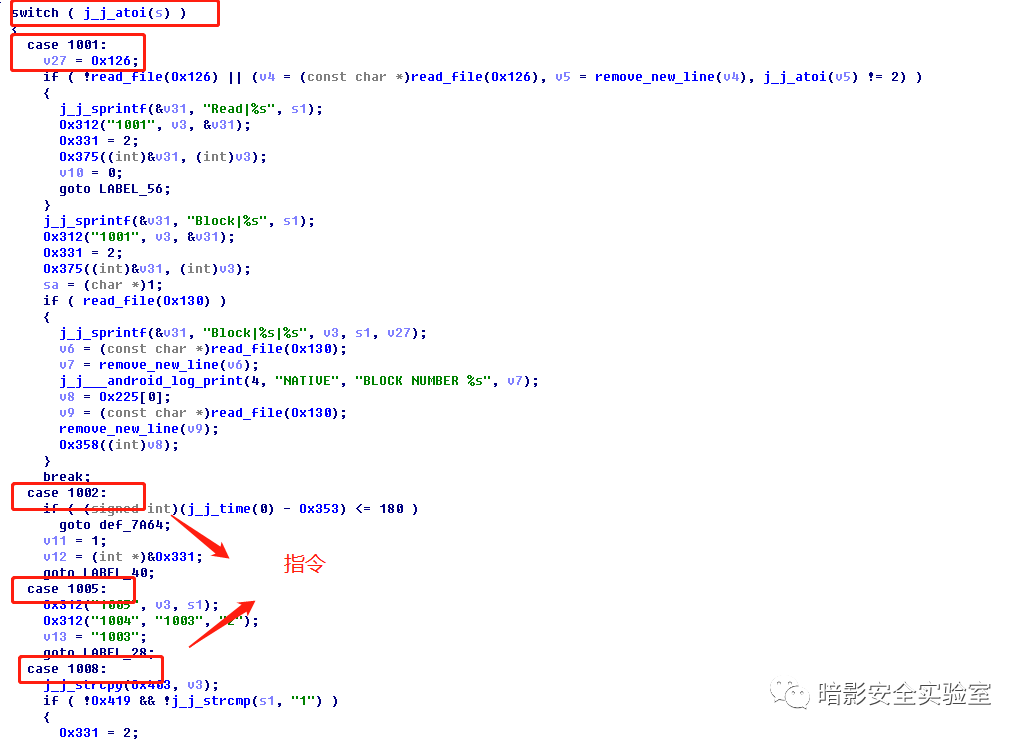 switch ( j_j_atoi(s) )
{
case 1001:
v27 = 0x126;
if ( !read_file(0x126) || (v4 = (const char *)read_file(0x126), v5 = remove_new_line(v4), j_j_atoi(v5) != 2) )
{
j_j_sprintf(&v31, "Read|%s", s1);
0x312("1001", v3, &v31);
0x331 = 2;
0x375((int)&v31, (int)v3);
v10 = 0;
goto LABEL_56;
}
j_j_sprintf(&v31, "Block|%s", s1);
0x312("1001", v3, &v31);
0x331 = 2;
0x375((int)&v31, (int)v3);
sa = (char *)1;
if ( read_file(0x130) )
{
j_j_sprintf(&v31, "Block|%s|%s", v3, s1, v27);
v6 = (const char *)read_file(0x130);
v7 = remove_new_line(v6);
j_j___android_log_print(4, "NATIVE", "BLOCK NUMBER %s", v7);
v8 = 0x225[0];
v9 = (const char *)read_file(0x130);
remove_new_line(v9);
0x358((int)v8);
}
break;
case 1002:
if ( (signed int)(j_j_time(0) - 0x353) <= 180 )
goto def_7A64;
v11 = 1;
v12 = (int *)&0x331;
goto LABEL_40;
指令
case 1005:
0x312("1005", v3, s1);
0x312("1004", "1003", "2");
v13 = "1003";
goto LABEL_28;
case 1008:
j_j_strcpy(0x403, v3);
if ( !0x419 && !j_j_strcmp(s1, "1") )
{
0x331 = 2;
暗影安全实验室